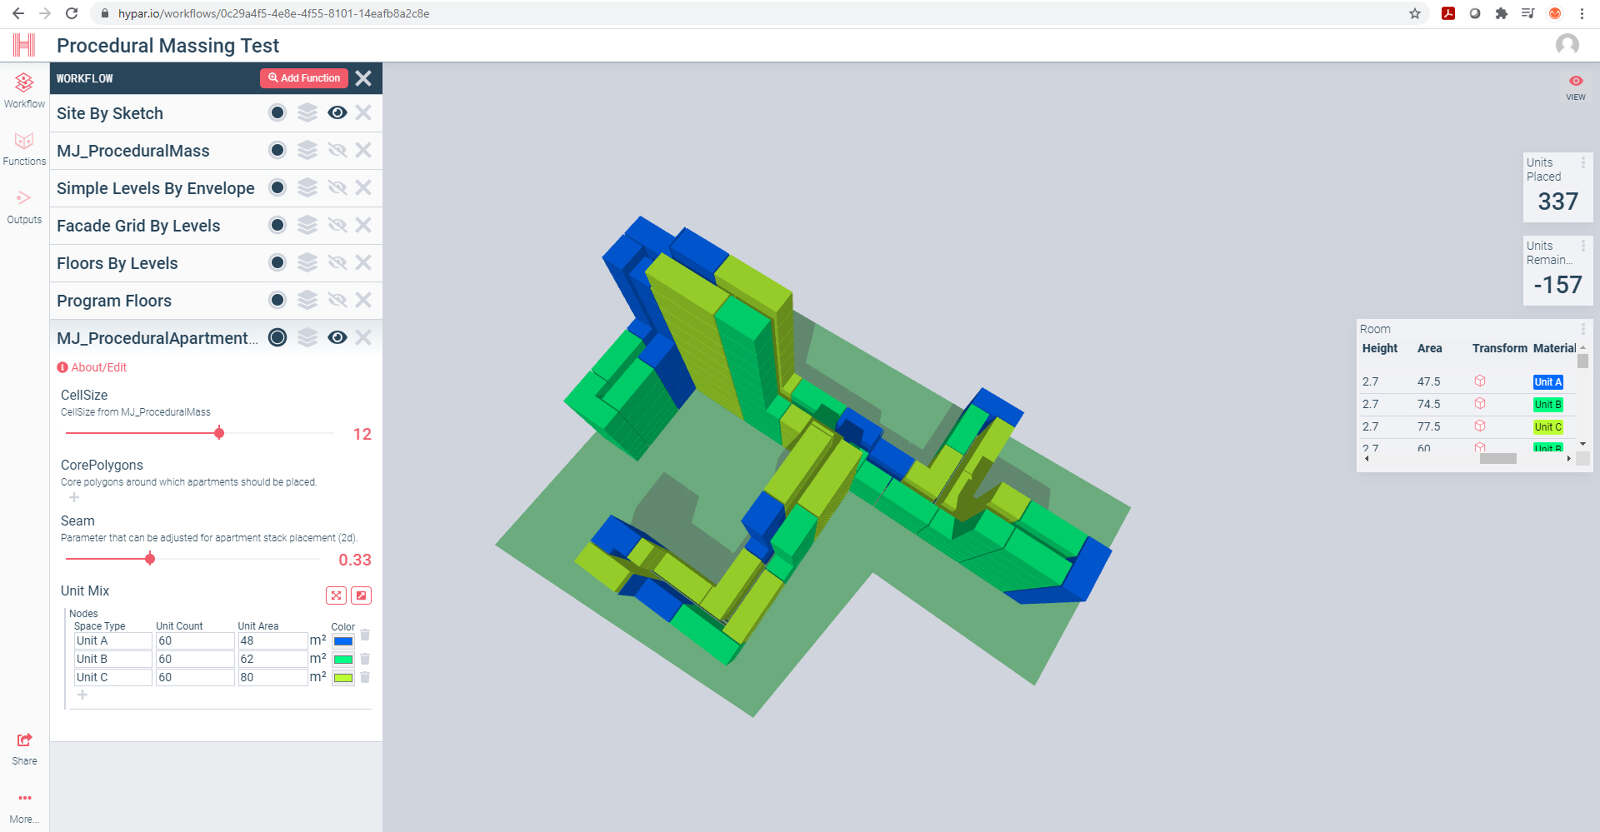 hypar.io/workflows/0c29a4f5-4e8e-4f55-8101-14eafb8a2c8e
Procedural Massing Test
Workflow
Functions
Outputs
Share
More...
WORKFLOW
Add Function
Site By Sketch
MJ_ProceduralMass
Simple Levels By Envelope
Facade Grid By Levels
Floors By Levels
Program Floors
MJ_ProceduralApartment...
About/Edit
CellSize
CellSize from MJ_ProceduralMass
12
CorePolygons
Core polygons around which apartments should be placed.
Seam
Parameter that can be adjusted for apartment stack placement (2d).
0.33
Unit Mix
Nodes
Space Type Unit Count Unit Area Color
Unit A 60 48 m²
Unit B 60 62 m²
Unit C 60 80 m²
VIEW
Units
Placed
337
Units
Remain...
-157
Room
Height Area Transform Material
2.7 47.5 Unit A
2.7 74.5 Unit B
2.7 77.5 Unit C
2.7 60 Unit B